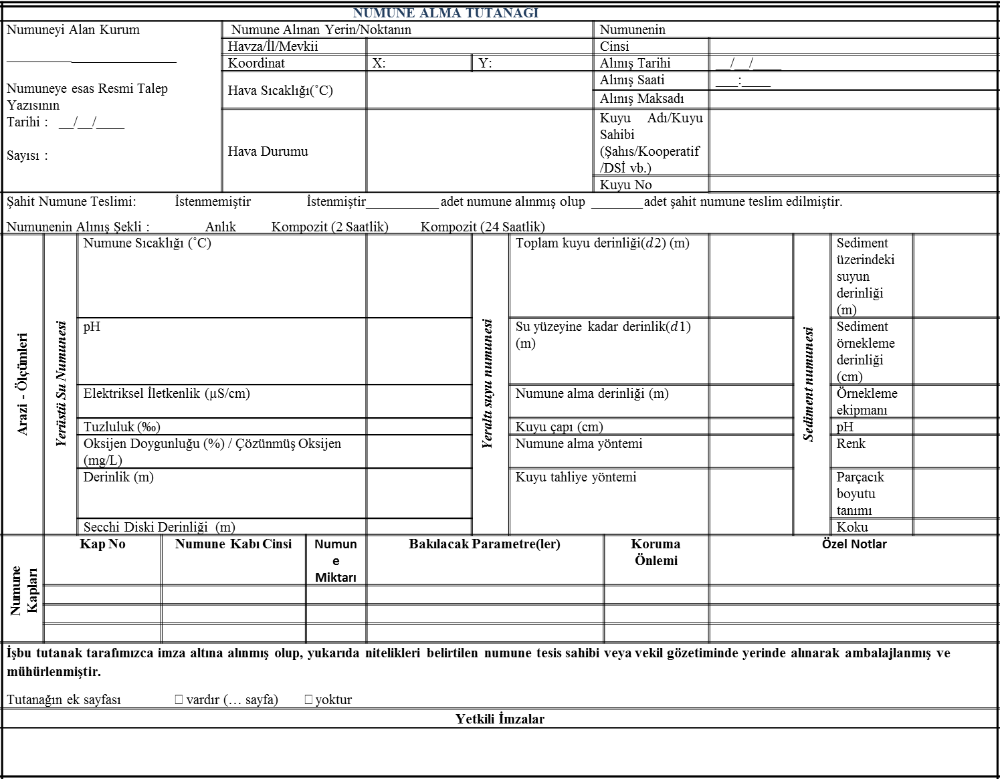 NUMUNE ALMA TUTANAGI
Numuneyi Alan Kurum
Numune Alınan Yerin/Noktanın
Numunenin
Havza/İl/Mevkii
Cinsi
Koordinat
X:
Y:
Alınış Tarihi
__/__/____
Hava Sıcaklığı(˚C)
Alınış Saati
___:____
Alınış Maksadı
Numuneye esas Resmi Talep
Yazısının
Tarihi : __/__/____
Sayısı :
Hava Durumu
Kuyu Adı/Kuyu
Sahibi
(Şahıs/Kooperatif
/DSİ vb.)
Kuyu No
Şahit Numune Teslimi: İstenmemiştir İstenmiştir__________ adet numune alınmış olup _______ adet şahit numune teslim edilmiştir.
Numunenin Alınış Şekli : Anlık Kompozit (2 Saatlik) Kompozit (24 Saatlik)
Arazi - Ölçümleri
Yerüstü Su Numunesi
Numune Sıcaklığı (˚C)
pH
Elektriksel İletkenlik (µS/cm)
Tuzluluk (‰)
Oksijen Doygunluğu (%) / Çözünmüş Oksijen
(mg/L)
Derinlik (m)
Secchi Diski Derinliği (m)
Yeraltı suyu numunesi
Toplam kuyu derinliği(d2) (m)
Su yüzeyine kadar derinlik(d1)
(m)
Numune alma derinliği (m)
Kuyu çapı (cm)
Numune alma yöntemi
Kuyu tahliye yöntemi
Sediment numunesi
Sediment
üzerindeki
suyun
derinliği
(m)
Sediment
örnekleme
derinliği
(cm)
Örnekleme
ekipmanı
pH
Renk
Parçacık
boyutu
tanımı
Koku
Numune
Kapları
Kap No
Numune Kabı Cinsi
Numun
e
Miktarı
Bakılacak Parametre(ler)
Koruma
Önlemi
Özel Notlar
İşbu tutanak tarafımızca imza altına alınmış olup, yukarıda nitelikleri belirtilen numune tesis sahibi veya vekil gözetiminde yerinde alınarak ambalajlanmış ve
mühürlenmiştir.
Tutanağın ek sayfası □ vardır (… sayfa) □ yoktur
Yetkili İmzalar